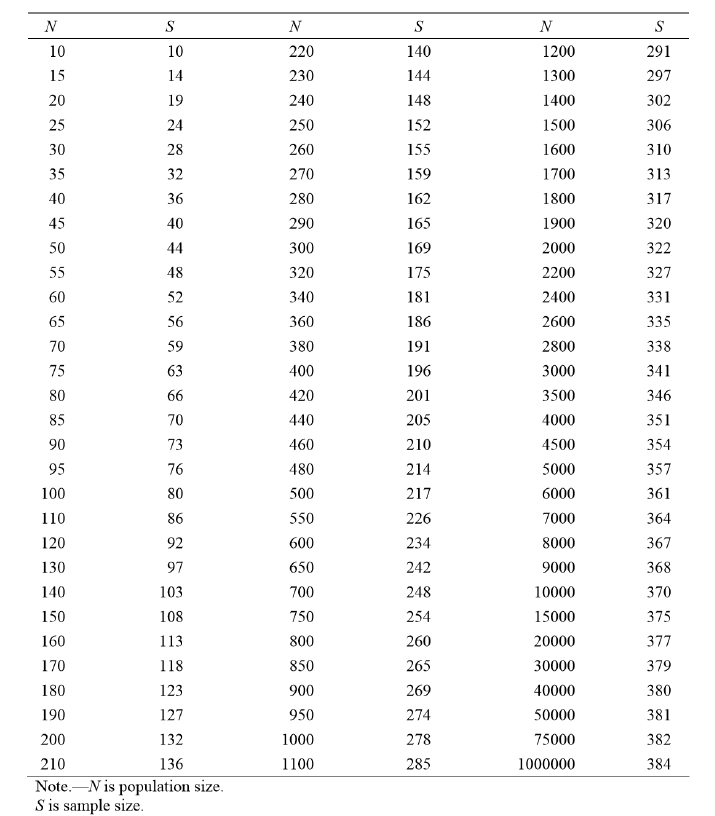 N S N S N S
10 10 220 140 1200 291
15 14 230 144 1300 297
20 19 240 148 1400 302
25 24 250 152 1500 306
30 28 260 155 1600 310
35 32 270 159 1700 313
40 36 280 162 1800 317
45 40 290 165 1900 320
50 44 300 169 2000 322
55 48 320 175 2200 327
60 52 340 181 2400 331
65 56 360 186 2600 335
70 59 380 191 2800 338
75 63 400 196 3000 341
80 66 420 201 3500 346
85 70 440 205 4000 351
90 73 460 210 4500 354
95 76 480 214 5000 357
100 80 500 217 6000 361
110 86 550 226 7000 364
120 92 600 234 8000 367
130 97 650 242 9000 368
140 103 700 248 10000 370
150 108 750 254 15000 375
160 113 800 260 20000 377
170 118 850 265 30000 379
180 123 900 269 40000 380
190 127 950 274 50000 381
200 132 1000 278 75000 382
210 136 1100 285 1000000 384
Note.—N is population size.
S is sample size.